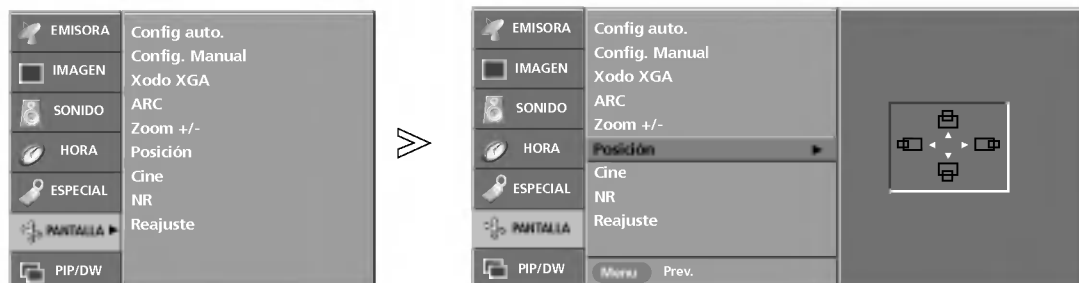 EMISORA
IMAGEN
SONIDO
HORA
ESPECIAL
PANTALLA
PIP/DW
Config auto.
Config. Manual
Xodo XGA
ARC
Zoom +/-
Posición
Cine
NR
Reajuste
EMISORA
IMAGEN
SONIDO
HORA
ESPECIAL
PANTALLA
PIP/DW
Config auto.
Config. Manual
Xodo XGA
ARC
Zoom +/-
Posición
Cine
NR
Reajuste
Menu Prev.